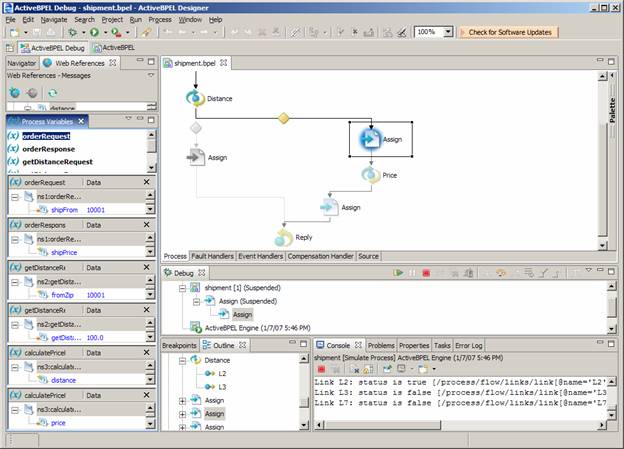 ActiveBPEL Debug - shipment.bpel - ActiveBPEL Designer
File Edit Navigate Search Project Run Process Window Help
100% Check for Software Updates
ActiveBPEL Debug ActiveBPEL
Navigator Web References
Web References - Messages
distance
Process Variables
orderRequest
orderResponse
getDistanceRequest
orderRequest Data
ns1:orderRe...
shipFrom 10001
orderRespons Data
ns1:orderRe...
shipPrice
getDistanceRe Data
ns2:getDista...
fromZip 10001
getDistanceRe Data
ns2:getDista...
getDista... 100.0
calculatePriceI Data
ns3:calculat...
distance
calculatePriceI Data
ns3:calculate...
price
shipment.bpel
Distance
Assign
Assign
Price
Assign
Reply
Palette
Process Fault Handlers Event Handlers Compensation Handler Source
Debug
shipment [1] (Suspended)
Assign (Suspended)
Assign
ActiveBPEL Engine (1/7/07 5:46 PM)
Breakpoints Outline
Distance
L2
L3
Assign
Assign
Assign
Console Problems Properties Tasks Error Log
shipment [Simulate Process] ActiveBPEL Engine (1/7/07 5:46 PM)
Link L2: status is true [/process/flow/links/link[@name='L2'
Link L3: status is false [/process/flow/links/link[@name='L3
Link L7: status is false [/process/flow/links/link[@name='L7